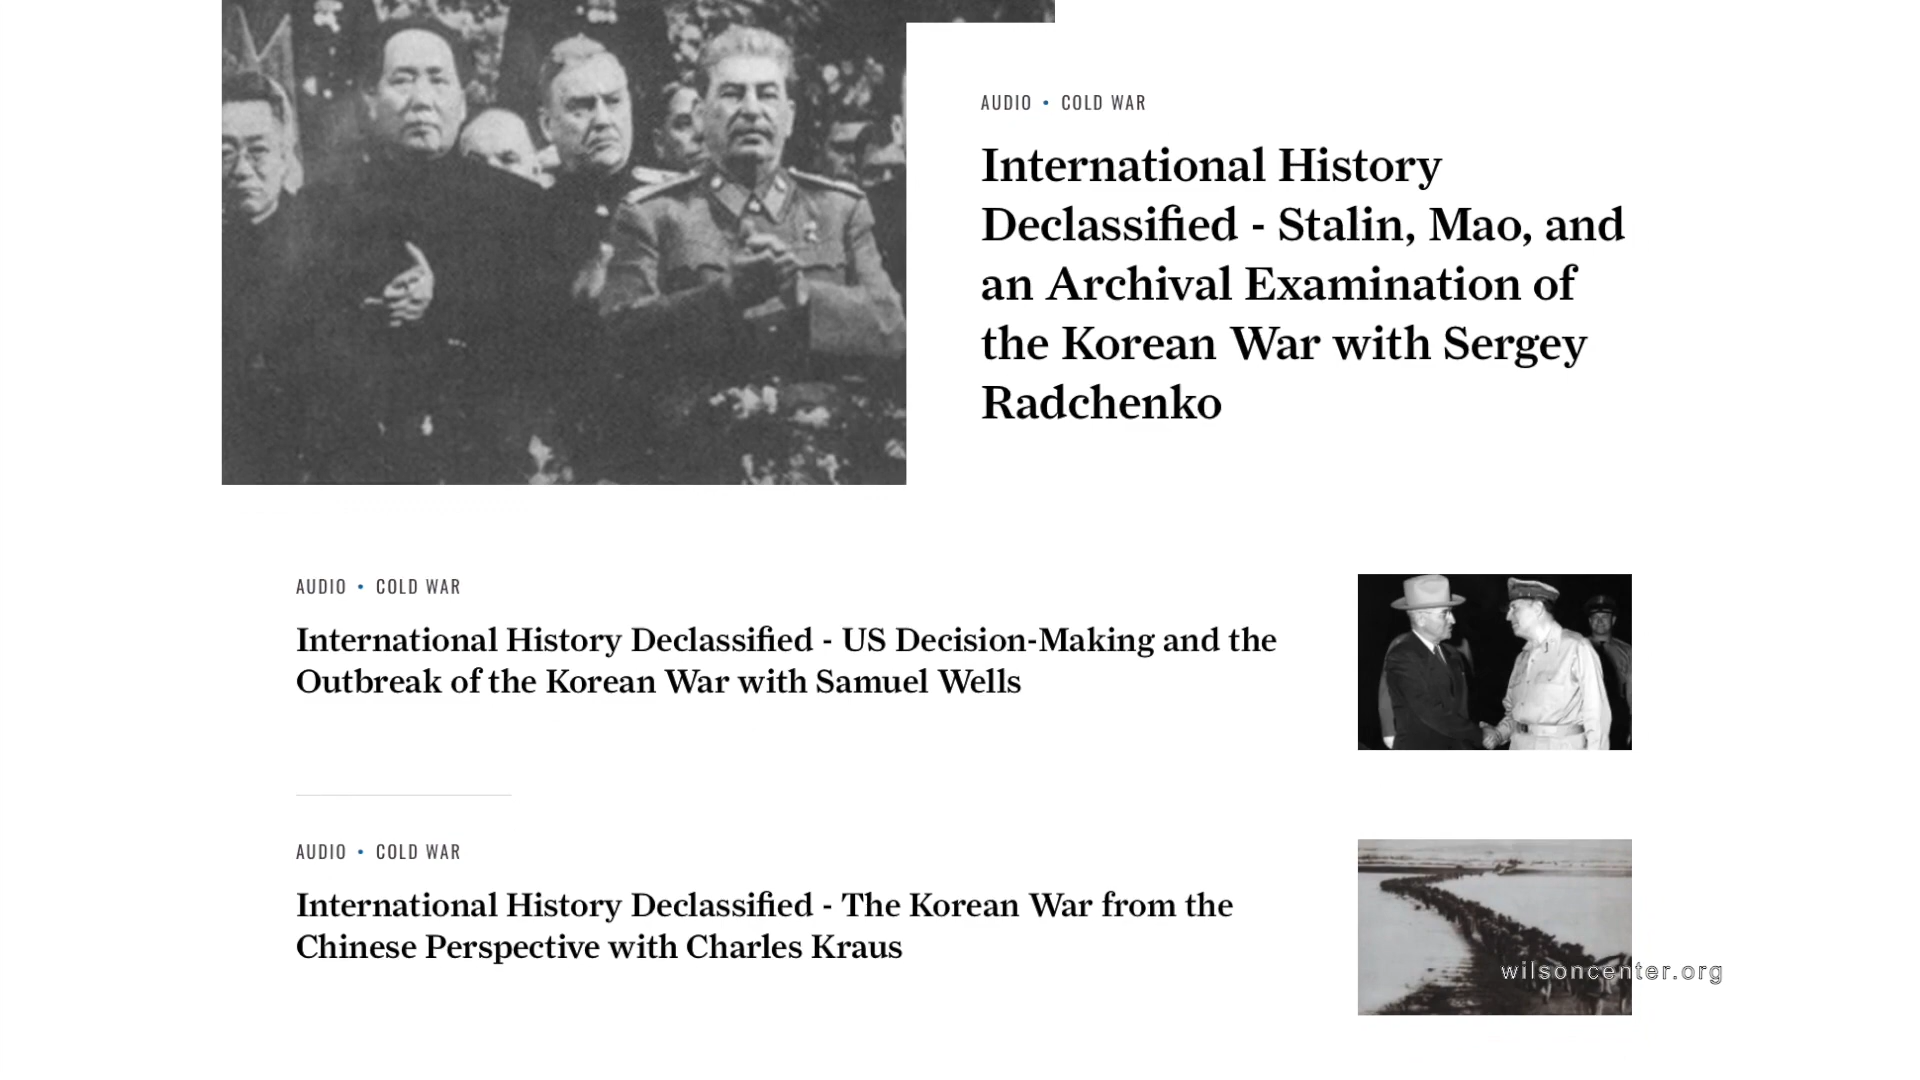 AUDIO • COLD WAR
International History
Declassified - Stalin, Mao, and
an Archival Examination of
the Korean War with Sergey
Radchenko
AUDIO • COLD WAR
International History Declassified - US Decision-Making and the
Outbreak of the Korean War with Samuel Wells
AUDIO • COLD WAR
International History Declassified - The Korean War from the
Chinese Perspective with Charles Kraus
wilsoncenter.org